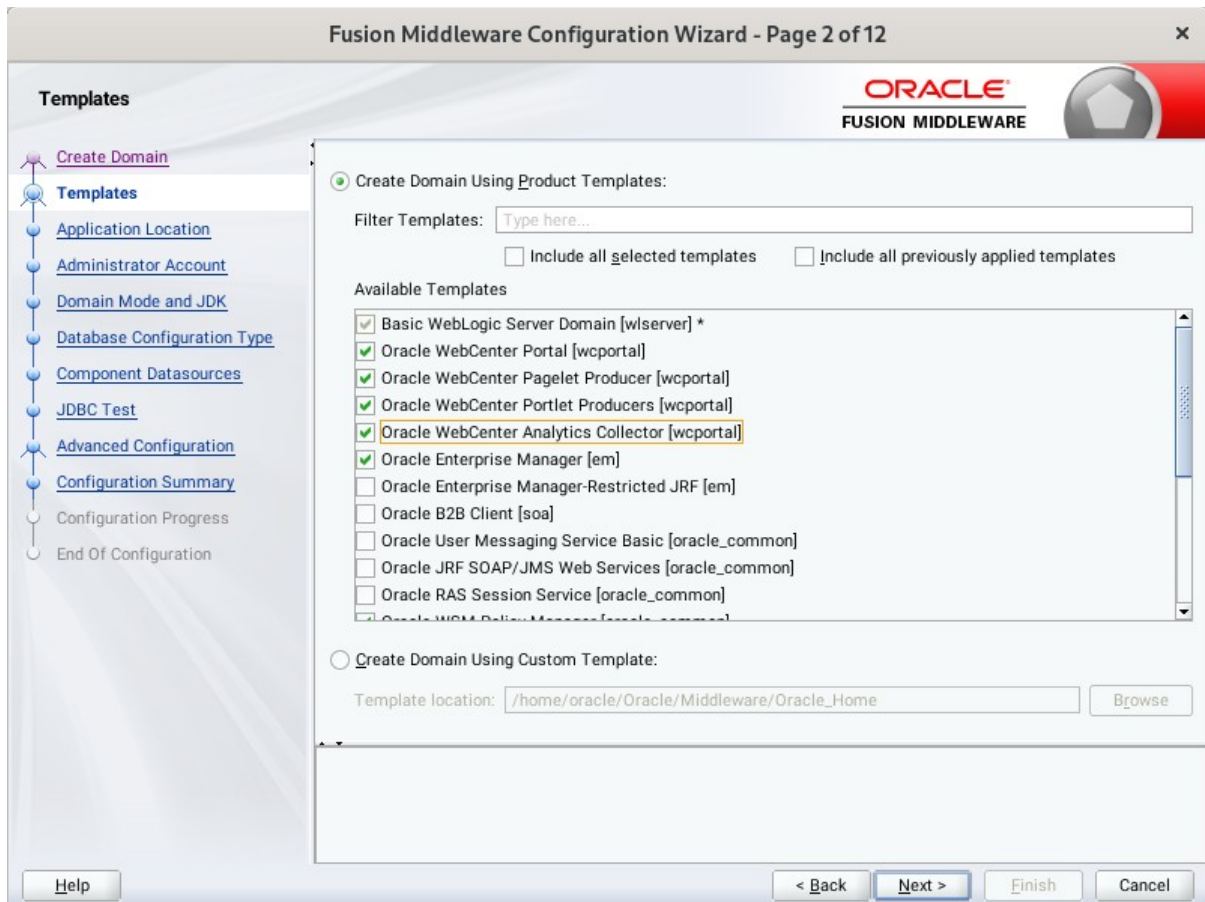 Fusion Middleware Configuration Wizard - Page 2 of 12
×
Templates
ORACLE
FUSION MIDDLEWARE
Create Domain
Templates
Application Location
Administrator Account
Domain Mode and JDK
Database Configuration Type
Component Datasources
JDBC Test
Advanced Configuration
Configuration Summary
Configuration Progress
End Of Configuration
Create Domain Using Product Templates:
Filter Templates: Type here...
Include all selected templates Include all previously applied templates
Available Templates
Basic WebLogic Server Domain [wlserver] *
Oracle WebCenter Portal [wcportal]
Oracle WebCenter Pagelet Producer [wcportal]
Oracle WebCenter Portlet Producers [wcportal]
Oracle WebCenter Analytics Collector [wcportal]
Oracle Enterprise Manager [em]
Oracle Enterprise Manager-Restricted JRF [em]
Oracle B2B Client [soa]
Oracle User Messaging Service Basic [oracle_common]
Oracle JRF SOAP/JMS Web Services [oracle_common]
Oracle RAS Session Service [oracle_common]
Oracle WSM Policy Manager [oracle_common]
Create Domain Using Custom Template:
Template location: /home/oracle/Oracle/Middleware/Oracle_Home Browse
Help < Back Next > Finish Cancel